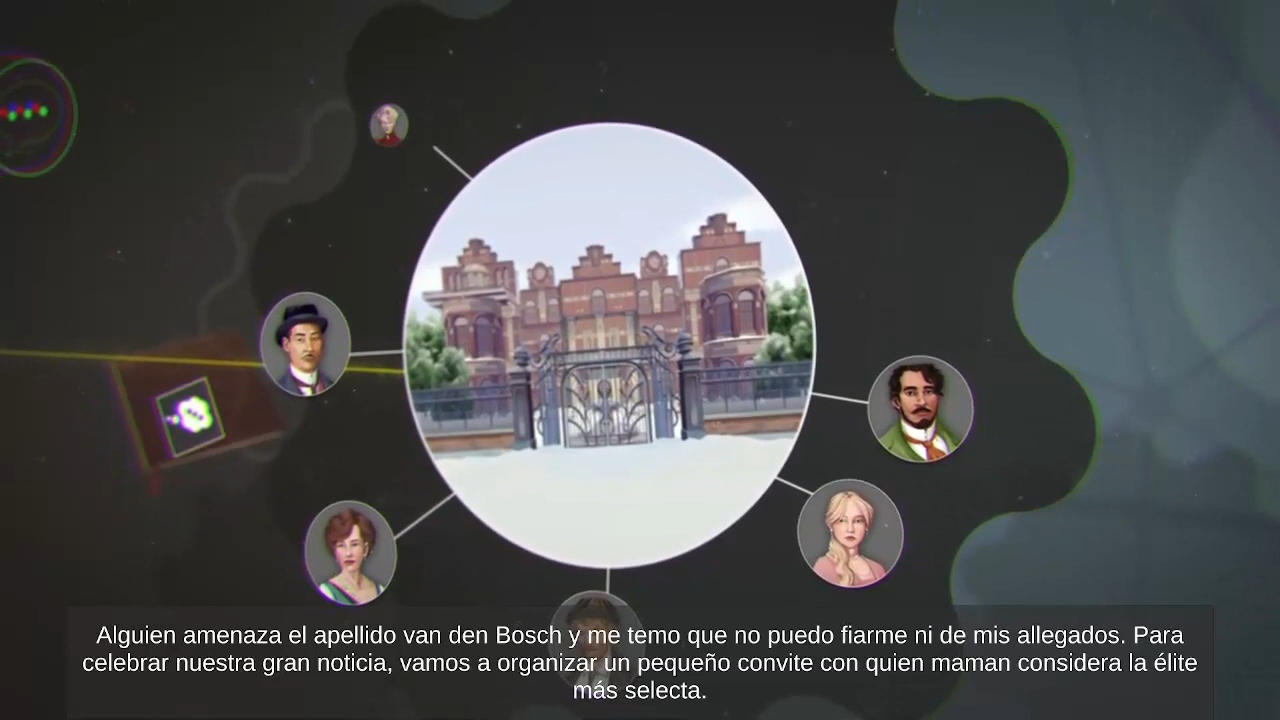 Alguien amenaza el apellido van den Bosch y me temo que no puedo fiarme ni de mis allegados. Para
celebrar nuestra gran noticia, vamos a organizar un pequeño convite con quien maman considera la élite
más selecta.